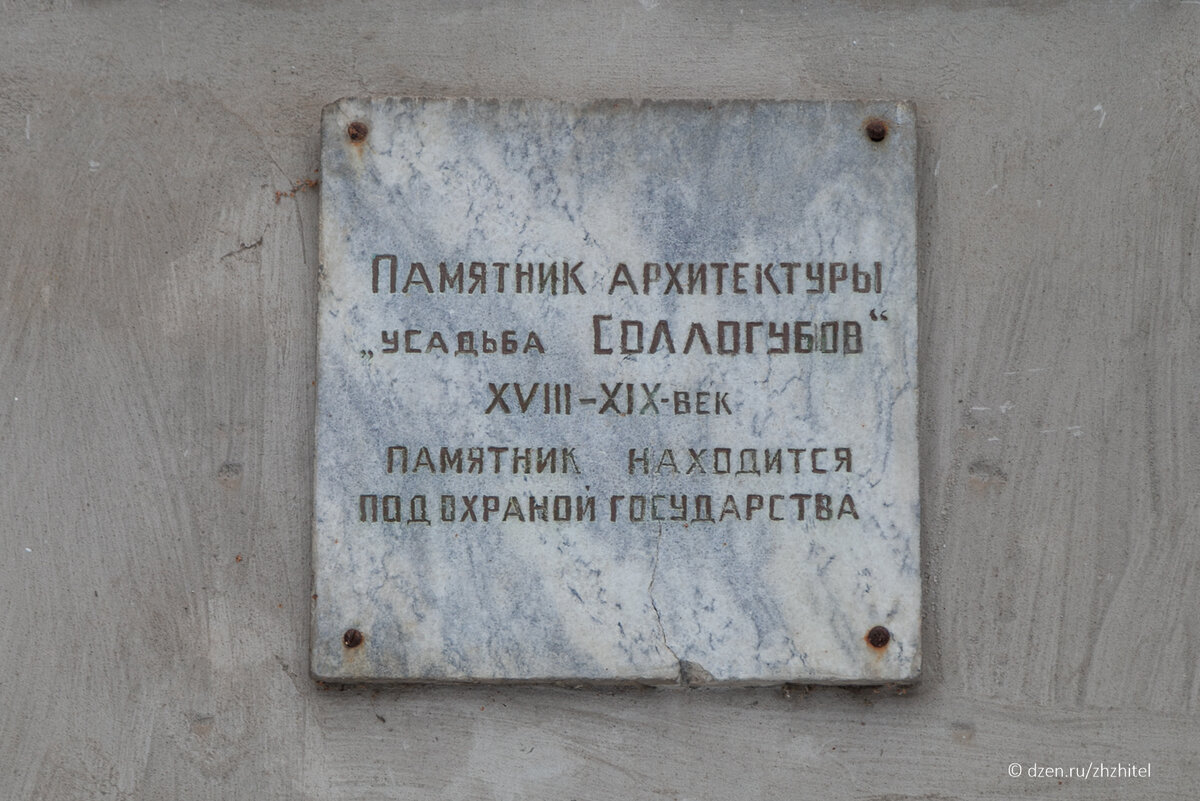 Памятник архитектуры
„усадьба Соллогубов“
XVIII-XIX-век
памятник находится
под охраной государства
© dzen.ru/zhzhitel